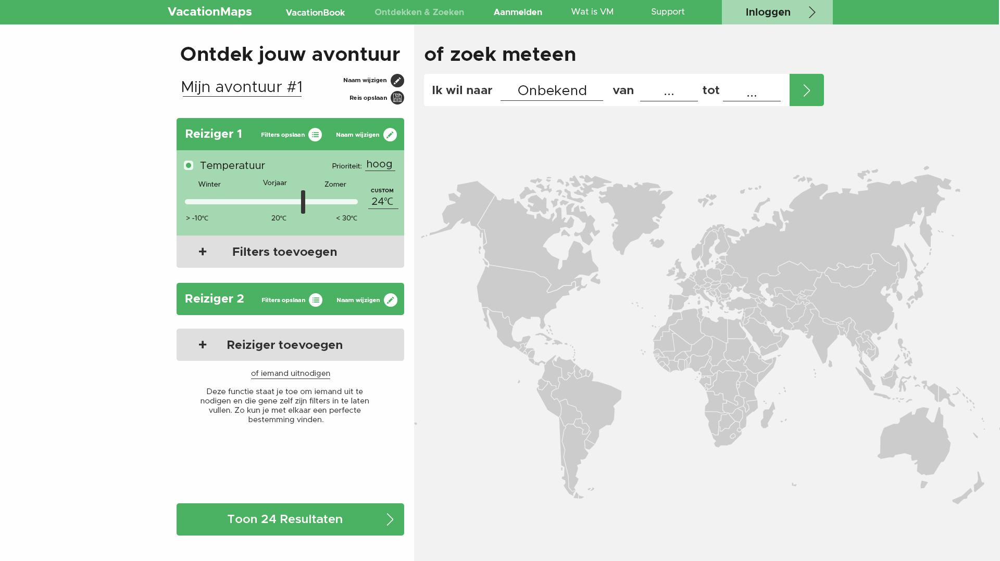 VacationMaps
VacationBook
Ontdekken & Zoeken
Aanmelden
Wat is VM
Support
Inloggen
Ontdek jouw avontuur
Mijn avontuur #1
Naam wijzigen
Reis opslaan
Reiziger 1
Filters opslaan
Naam wijzigen
Temperatuur
Prioriteit: hoog
Winter
Vorjaar
Zomer
CUSTOM
24°C
> -10°C
20°C
< 30°C
+ Filters toevoegen
Reiziger 2
Filters opslaan
Naam wijzigen
+ Reiziger toevoegen
of iemand uitnodigen
Deze functie staat je toe om iemand uit te
nodigen en die gene zelf zijn filters in te laten
vullen. Zo kun je met elkaar een perfecte
bestemming vinden.
Toon 24 Resultaten
of zoek meteen
Ik wil naar Onbekend van ... tot ...